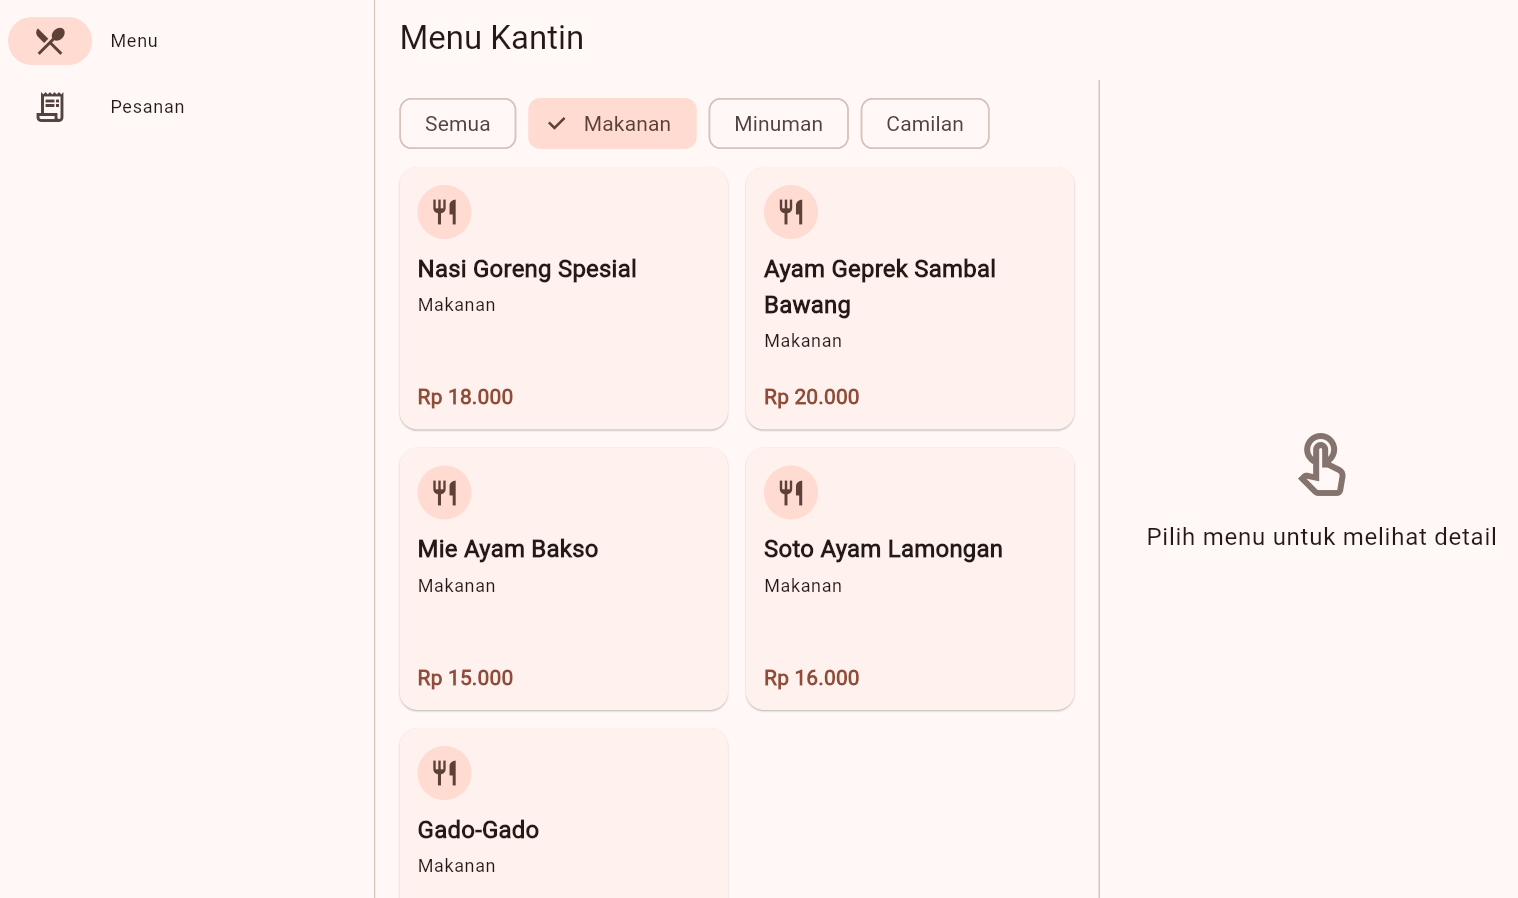 Menu
Pesanan
Menu Kantin
Semua
Makanan
Minuman
Camilan
Nasi Goreng Spesial
Makanan
Rp 18.000
Ayam Geprek Sambal
Bawang
Makanan
Rp 20.000
Mie Ayam Bakso
Makanan
Rp 15.000
Soto Ayam Lamongan
Makanan
Rp 16.000
Gado-Gado
Makanan
Pilih menu untuk melihat detail